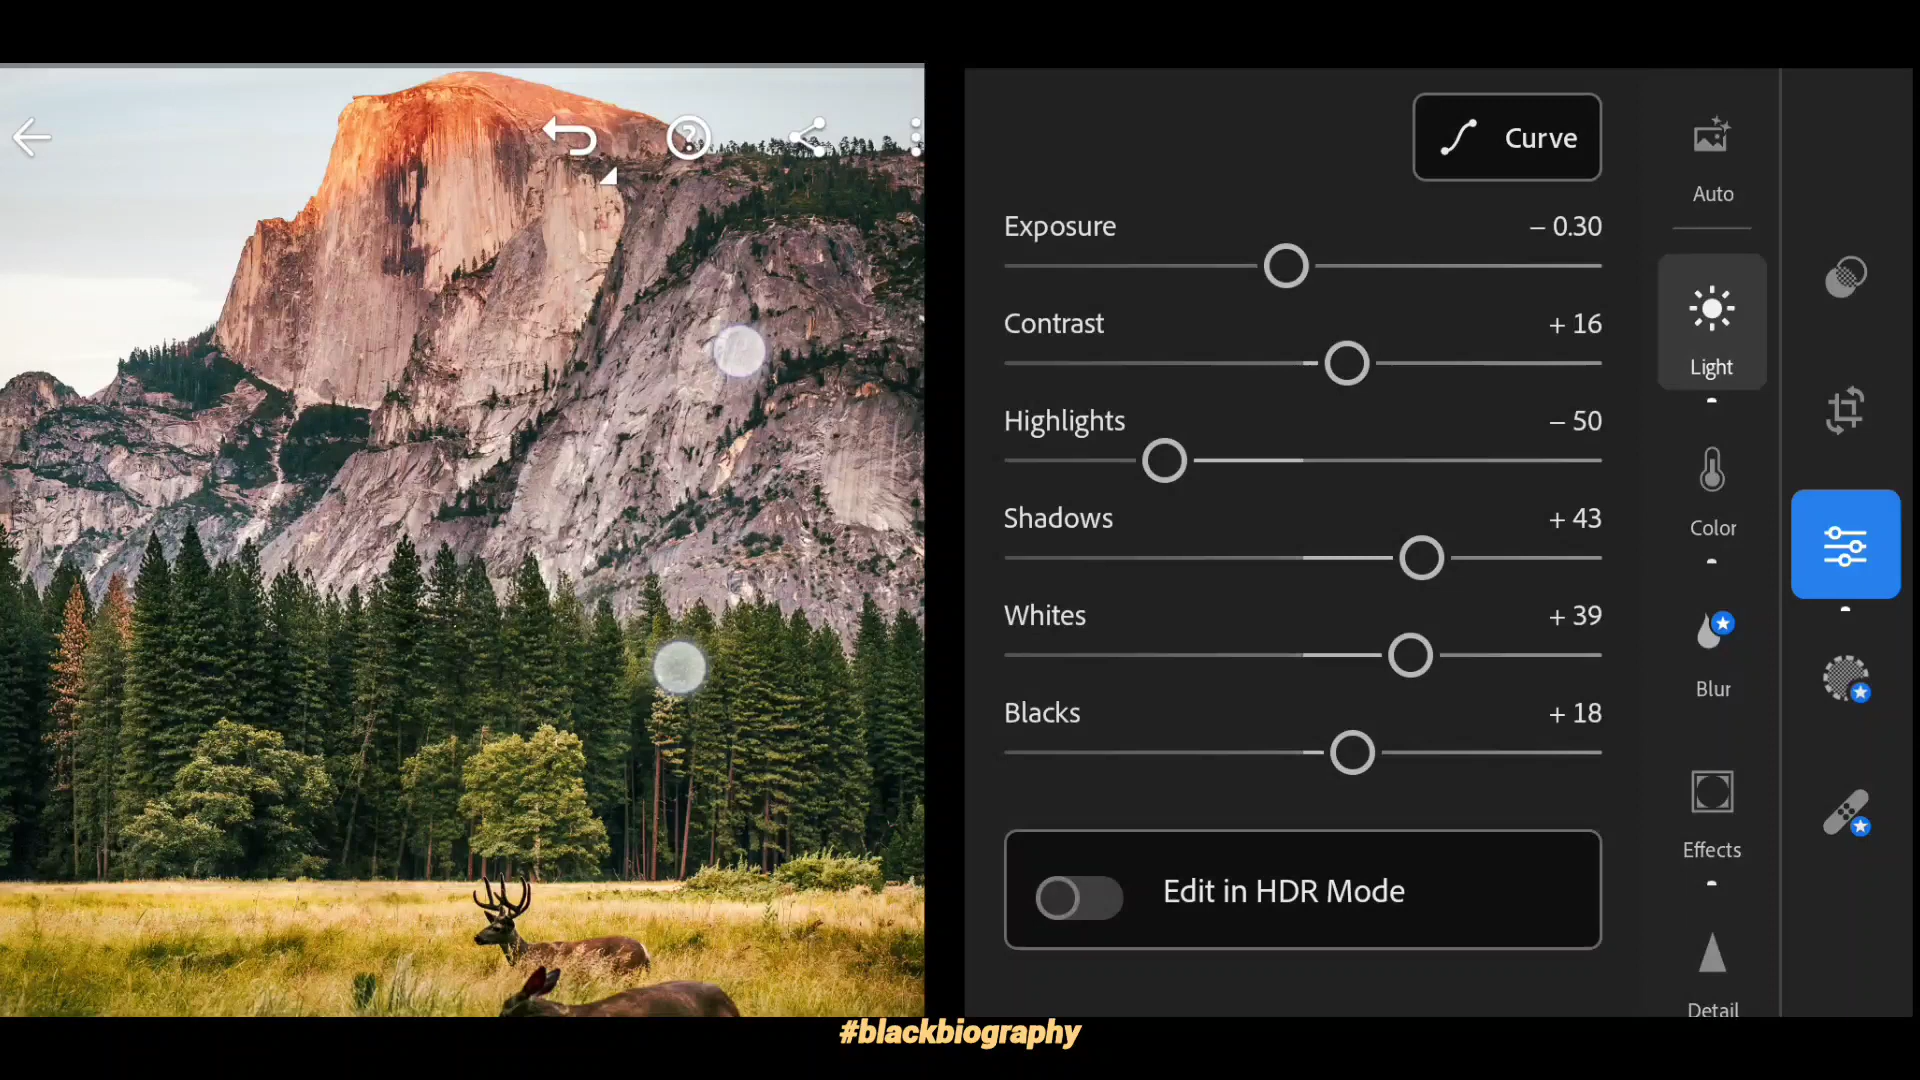 Curve
Auto
Exposure – 0.30
Contrast + 16
Light
Highlights – 50
Shadows + 43
Color
Whites + 39
Blur
Blacks + 18
Effects
Edit in HDR Mode
Detail
#blackbiography